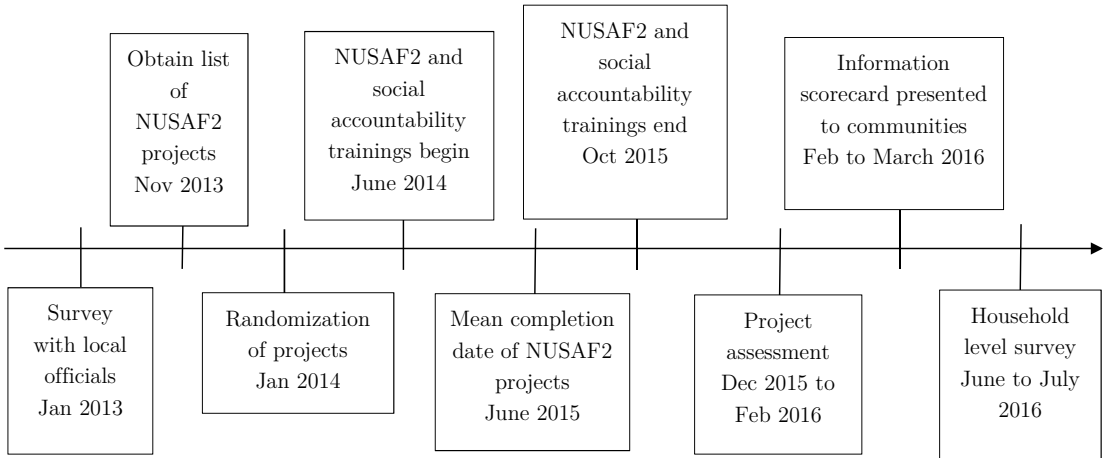 Obtain list
of
NUSAF2
projects
Nov 2013
NUSAF2 and
social
accountability
trainings begin
June 2014
NUSAF2 and
social
accountability
trainings end
Oct 2015
Information
scorecard presented
to communities
Feb to March 2016
Survey
with local
officials
Jan 2013
Randomization
of projects
Jan 2014
Mean completion
date of NUSAF2
projects
June 2015
Project
assessment
Dec 2015 to
Feb 2016
Household
level survey
June to July
2016